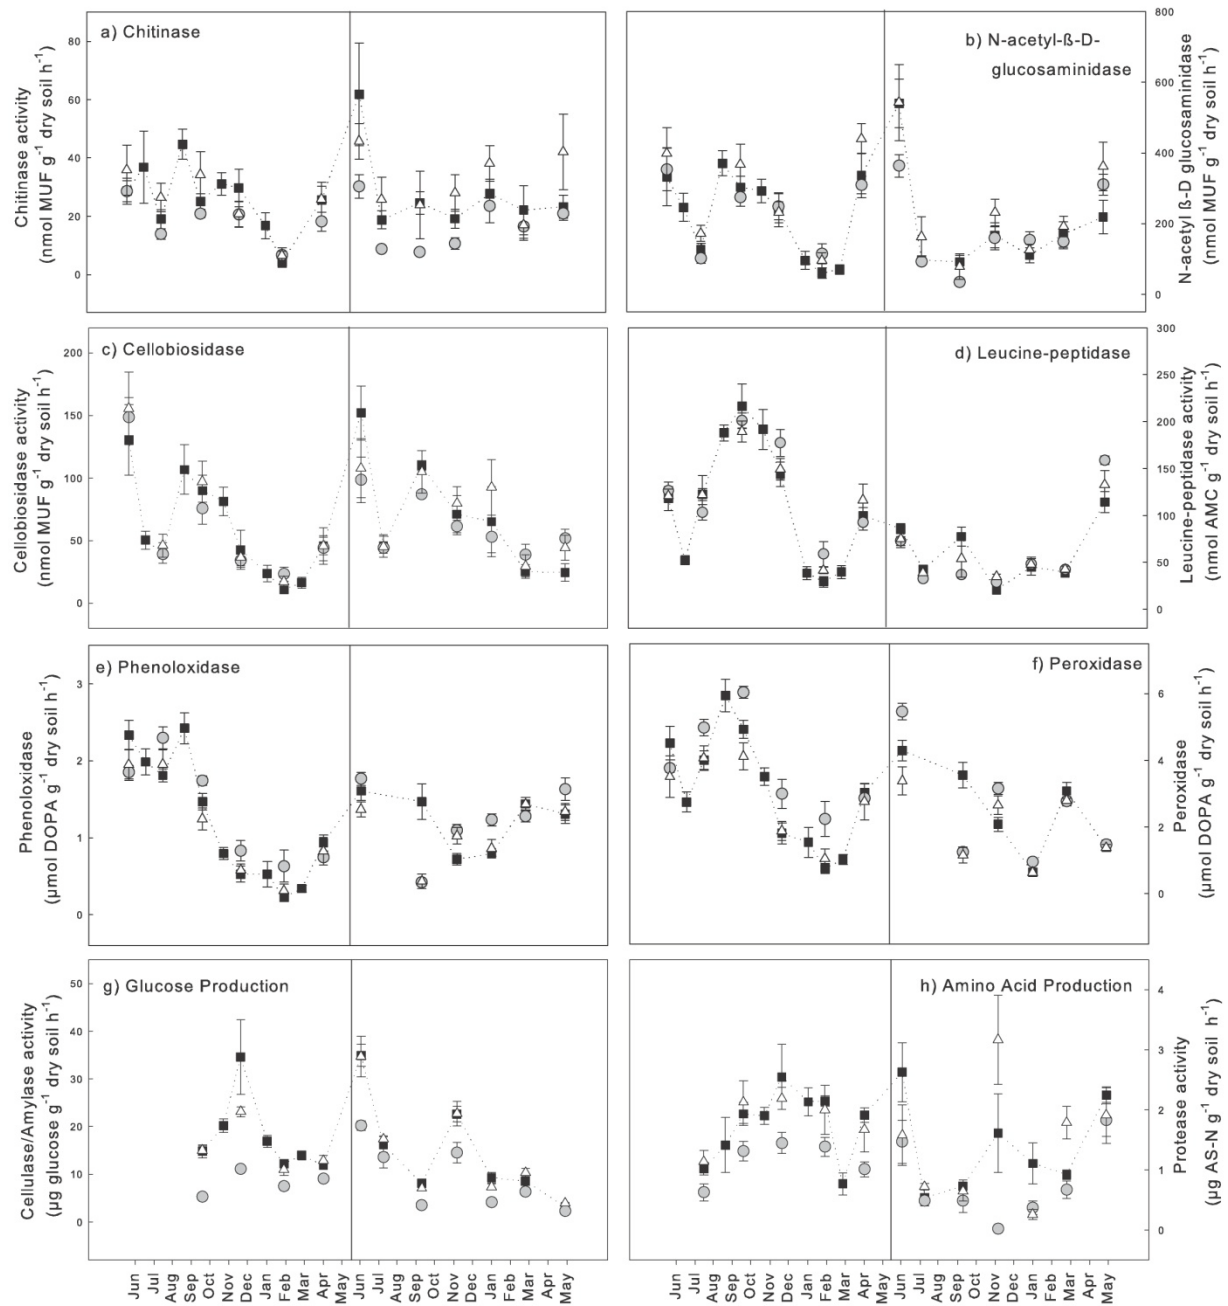 a) Chitinase
Chitinase activity
(nmol MUF g-1 dry soil h-1)
80
60
40
20
0
b) N-acetyl-ß-D-
glucosaminidase
800
600
400
200
0
N-acetyl ß-D glucosaminidase
(nmol MUF g-1 dry soil h-1)
c) Cellobiosidase
Cellobiosidase activity
(nmol MUF g-1 dry soil h-1)
200
150
100
50
0
d) Leucine-peptidase
300
250
200
150
100
50
0
Leucine-peptidase activity
(nmol AMC g-1 dry soil h-1)
e) Phenoloxidase
Phenoloxidase
(µmol DOPA g-1 dry soil h-1)
3
2
1
0
f) Peroxidase
6
4
2
0
Peroxidase
(µmol DOPA g-1 dry soil h-1)
g) Glucose Production
Cellulase/Amylase activity
(µg glucose g-1 dry soil h-1)
50
40
30
20
10
0
h) Amino Acid Production
4
3
2
1
0
Protease activity
(µg AS-N g-1 dry soil h-1)
Jun Jul Aug Sep Oct Nov Dec Jan Feb Mar Apr May Jun Jul Aug Sep Oct Nov Dec Jan Feb Mar Apr May
Jun Jul Aug Sep Oct Nov Dec Jan Feb Mar Apr May Jun Jul Aug Sep Oct Nov Dec Jan Feb Mar Apr May